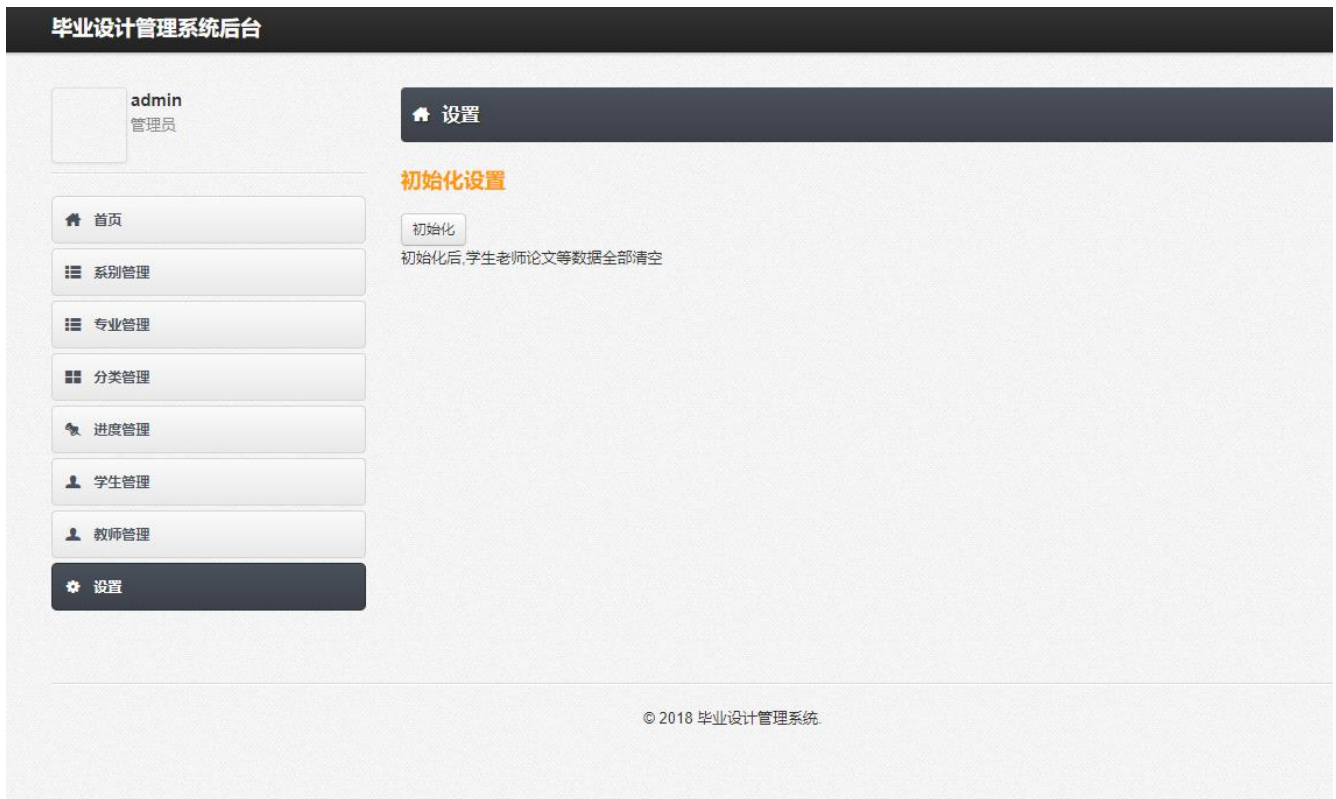 毕业设计管理系统后台
admin
管理员
首页
系别管理
专业管理
分类管理
进度管理
学生管理
教师管理
设置
设置
初始化设置
初始化
初始化后,学生老师论文等数据全部清空
© 2018 毕业设计管理系统.